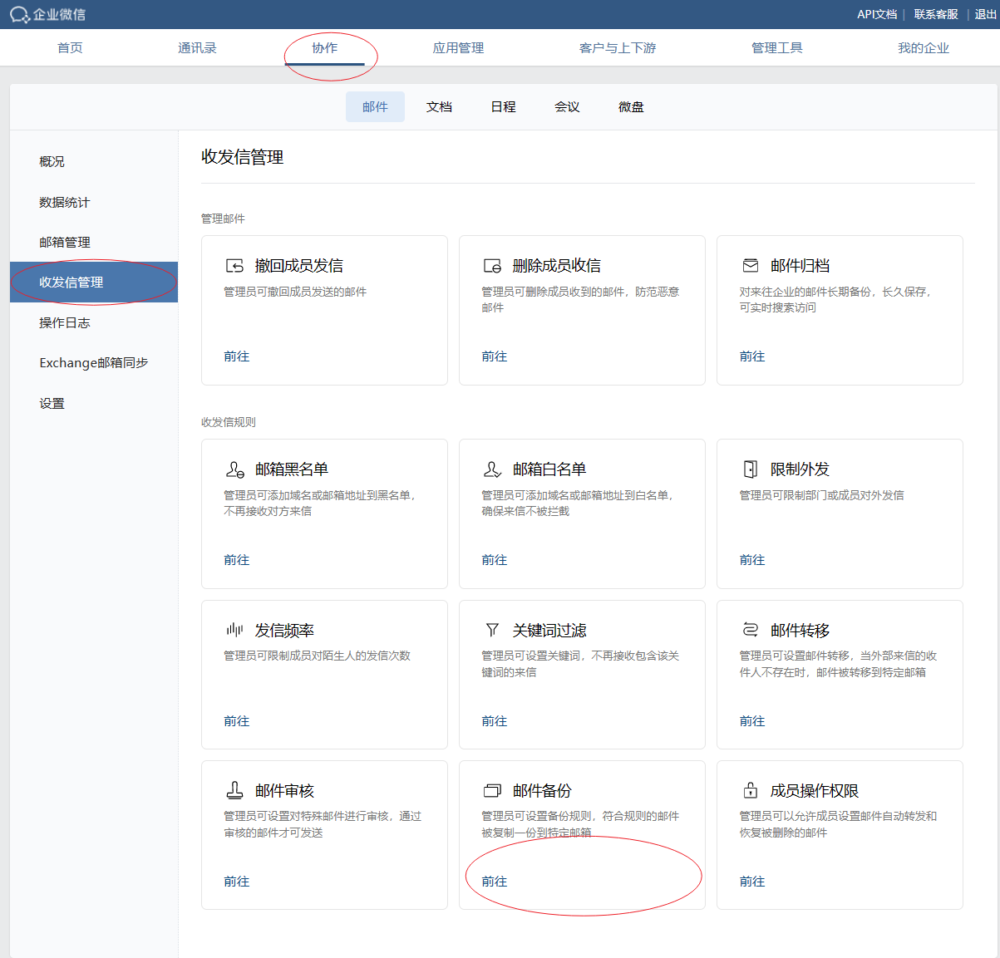 企业微信
API文档 | 联系客服 | 退出
首页 通讯录 协作 应用管理 客户与上下游 管理工具 我的企业
邮件 文档 日程 会议 微盘
概况
数据统计
邮箱管理
收发信管理
操作日志
Exchange邮箱同步
设置
收发信管理
管理邮件
撤回成员发信
管理员可撤回成员发送的邮件
前往
删除成员收信
管理员可删除成员收到的邮件，防范恶意
邮件
前往
邮件归档
对来往企业的邮件长期备份，长久保存，
可实时搜索访问
前往
收发信规则
邮箱黑名单
管理员可添加域名或邮箱地址到黑名单，
不再接收对方来信
前往
邮箱白名单
管理员可添加域名或邮箱地址到白名单，
确保来信不被拦截
前往
限制外发
管理员可限制部门或成员对外发信
前往
发信频率
管理员可限制成员对陌生人的发信次数
前往
关键词过滤
管理员可设置关键词，不再接收包含该关
键词的来信
前往
邮件转移
管理员可设置邮件转移，当外部来信的收
件人不存在时，邮件被转移到特定邮箱
前往
邮件审核
管理员可设置对特殊邮件进行审核，通过
审核的邮件才可发送
前往
邮件备份
管理员可设置备份规则，符合规则的邮件
被复制一份到特定邮箱
前往
成员操作权限
管理员可以允许成员设置邮件自动转发和
恢复被删除的邮件
前往